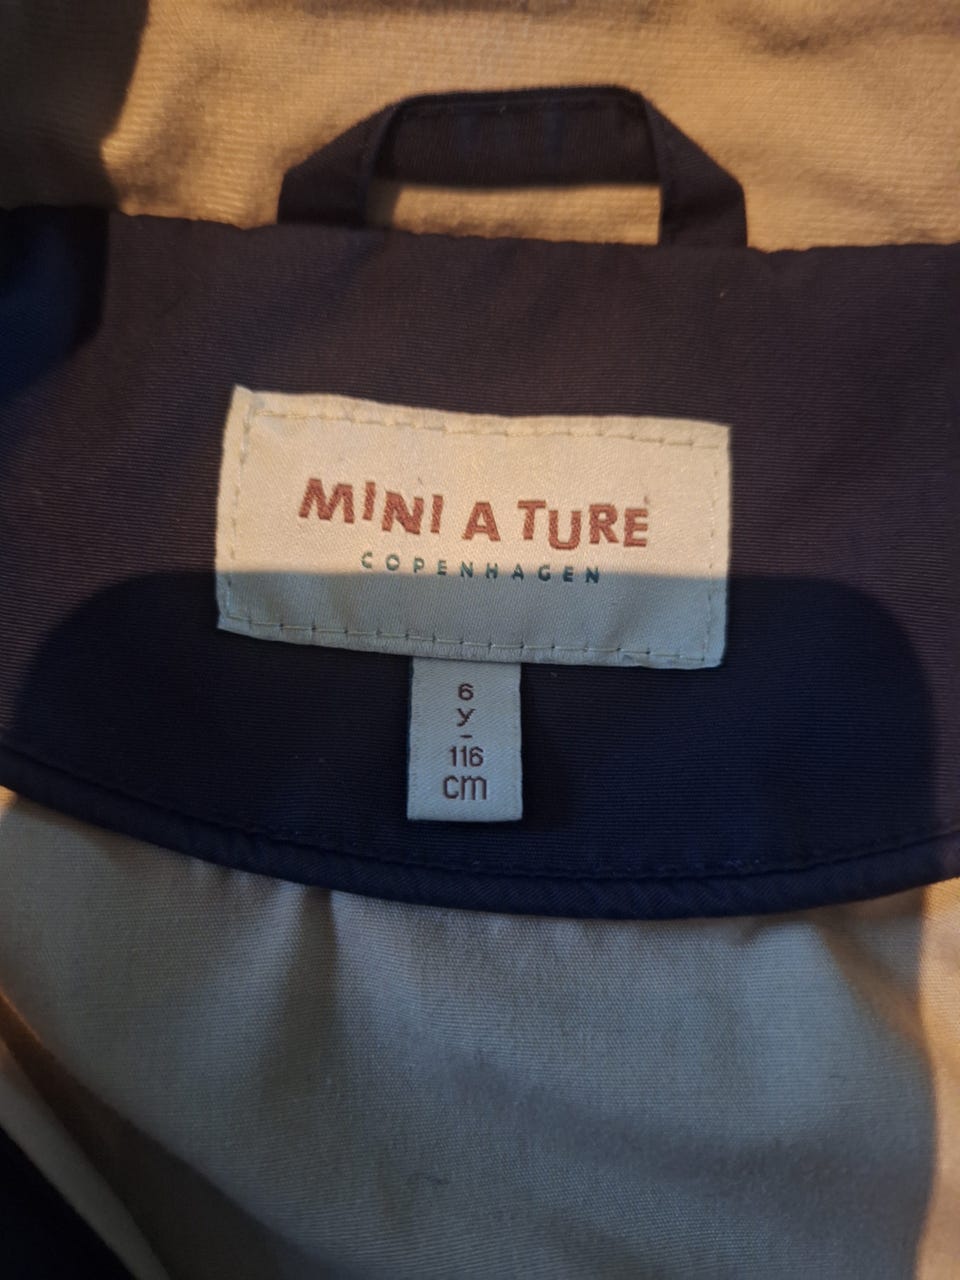 MINI A TURE
COPENHAGEN
6
y
-
116
cm